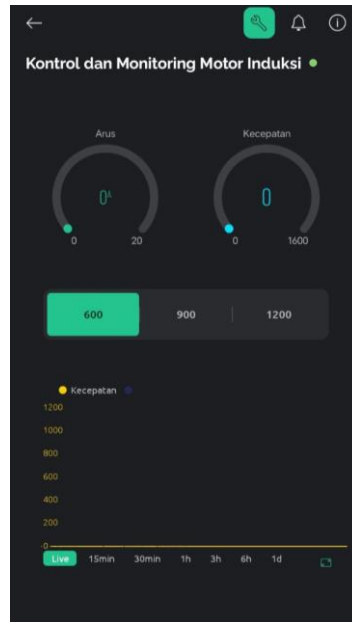 Kontrol dan Monitoring Motor Induksi
Arus Kecepatan
0A 0
0 20 0 1600
600 900 1200
Kecepatan
1200
1000
800
600
400
200
0
Live 15min 30min 1h 3h 6h 1d